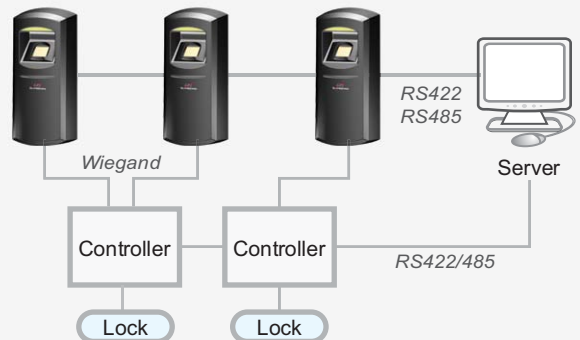 RS422
RS485
Wiegand
Server
Controller
Controller
RS422/485
Lock
Lock